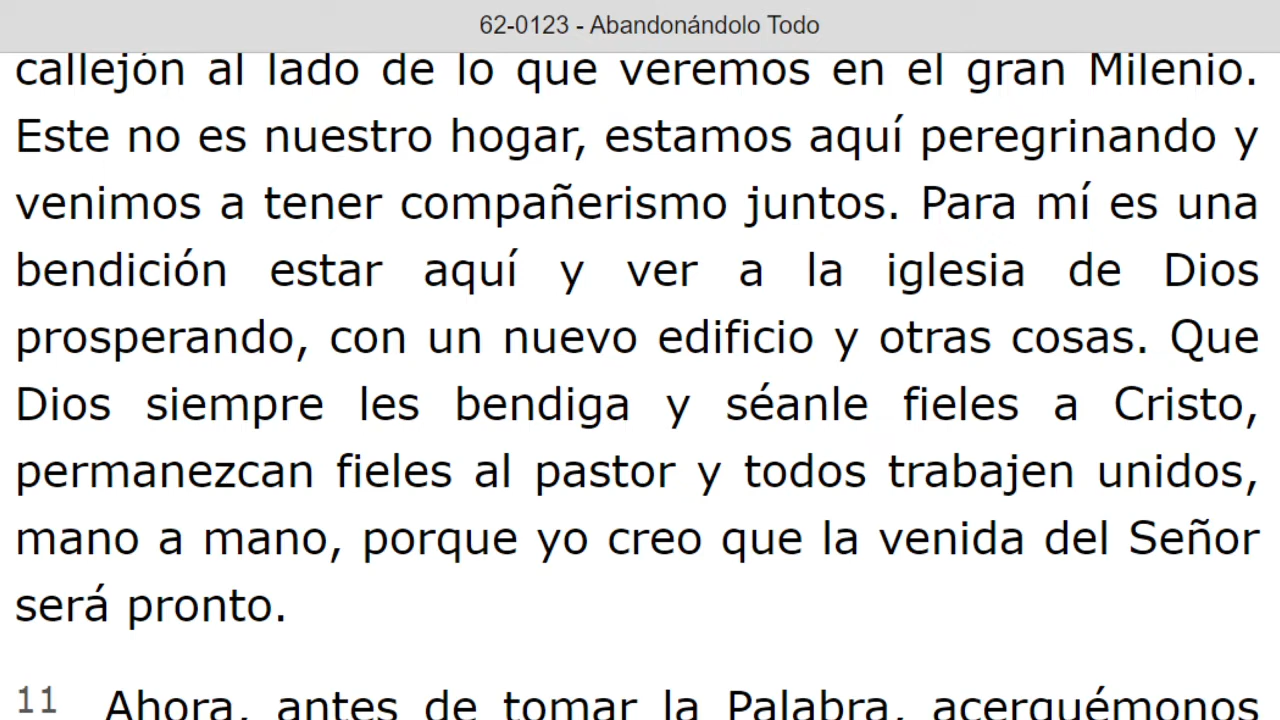 62-0123 - Abandonándolo Todo
callejón al lado de lo que veremos en el gran Milenio.
Este no es nuestro hogar, estamos aquí peregrinando y
venimos a tener compañerismo juntos. Para mí es una
bendición estar aquí y ver a la iglesia de Dios
prosperando, con un nuevo edificio y otras cosas. Que
Dios siempre les bendiga y séanle fieles a Cristo,
permanezcan fieles al pastor y todos trabajen unidos,
mano a mano, porque yo creo que la venida del Señor
será pronto.
11 Ahora, antes de tomar la Palabra, acerquémonos